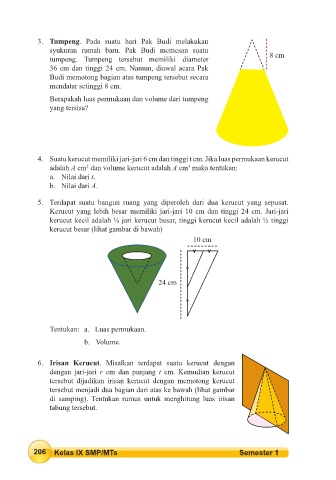 3. Tumpeng. Pada suatu hari Pak Budi melakukan
syukuran rumah baru. Pak Budi memesan suatu
tumpeng. Tumpeng tersebut memiliki diameter
36 cm dan tinggi 24 cm. Namun, diawal acara Pak
Budi memotong bagian atas tumpeng tersebut secara
mendatar setinggi 8 cm.
Berapakah luas permukaan dan volume dari tumpeng
yang tersisa?
8 cm
4. Suatu kerucut memiliki jari-jari 6 cm dan tinggi t cm. Jika luas permukaan kerucut
adalah A cm² dan volume kerucut adalah A cm³ maka tentukan:
a. Nilai dari t.
b. Nilai dari A.
5. Terdapat suatu bangun ruang yang diperoleh dari dua kerucut yang sepusat.
Kerucut yang lebih besar memiliki jari-jari 10 cm dan tinggi 24 cm. Jari-jari
kerucut kecil adalah ½ jari kerucut besar, tinggi kerucut kecil adalah ½ tinggi
kerucut besar (lihat gambar di bawah)
10 cm
24 cm
Tentukan: a. Luas permukaan.
b. Volume.
6. Irisan Kerucut. Misalkan terdapat suatu kerucut dengan
dengan jari-jari r cm dan panjang t cm. Kemudian kerucut
tersebut dijadikan irisan kerucut dengan memotong kerucut
tersebut menjadi dua bagian dari atas ke bawah (lihat gambar
di samping). Tentukan rumus untuk menghitung luas irisan
tabung tersebut.
206 Kelas IX SMP/MTs
Semester 1